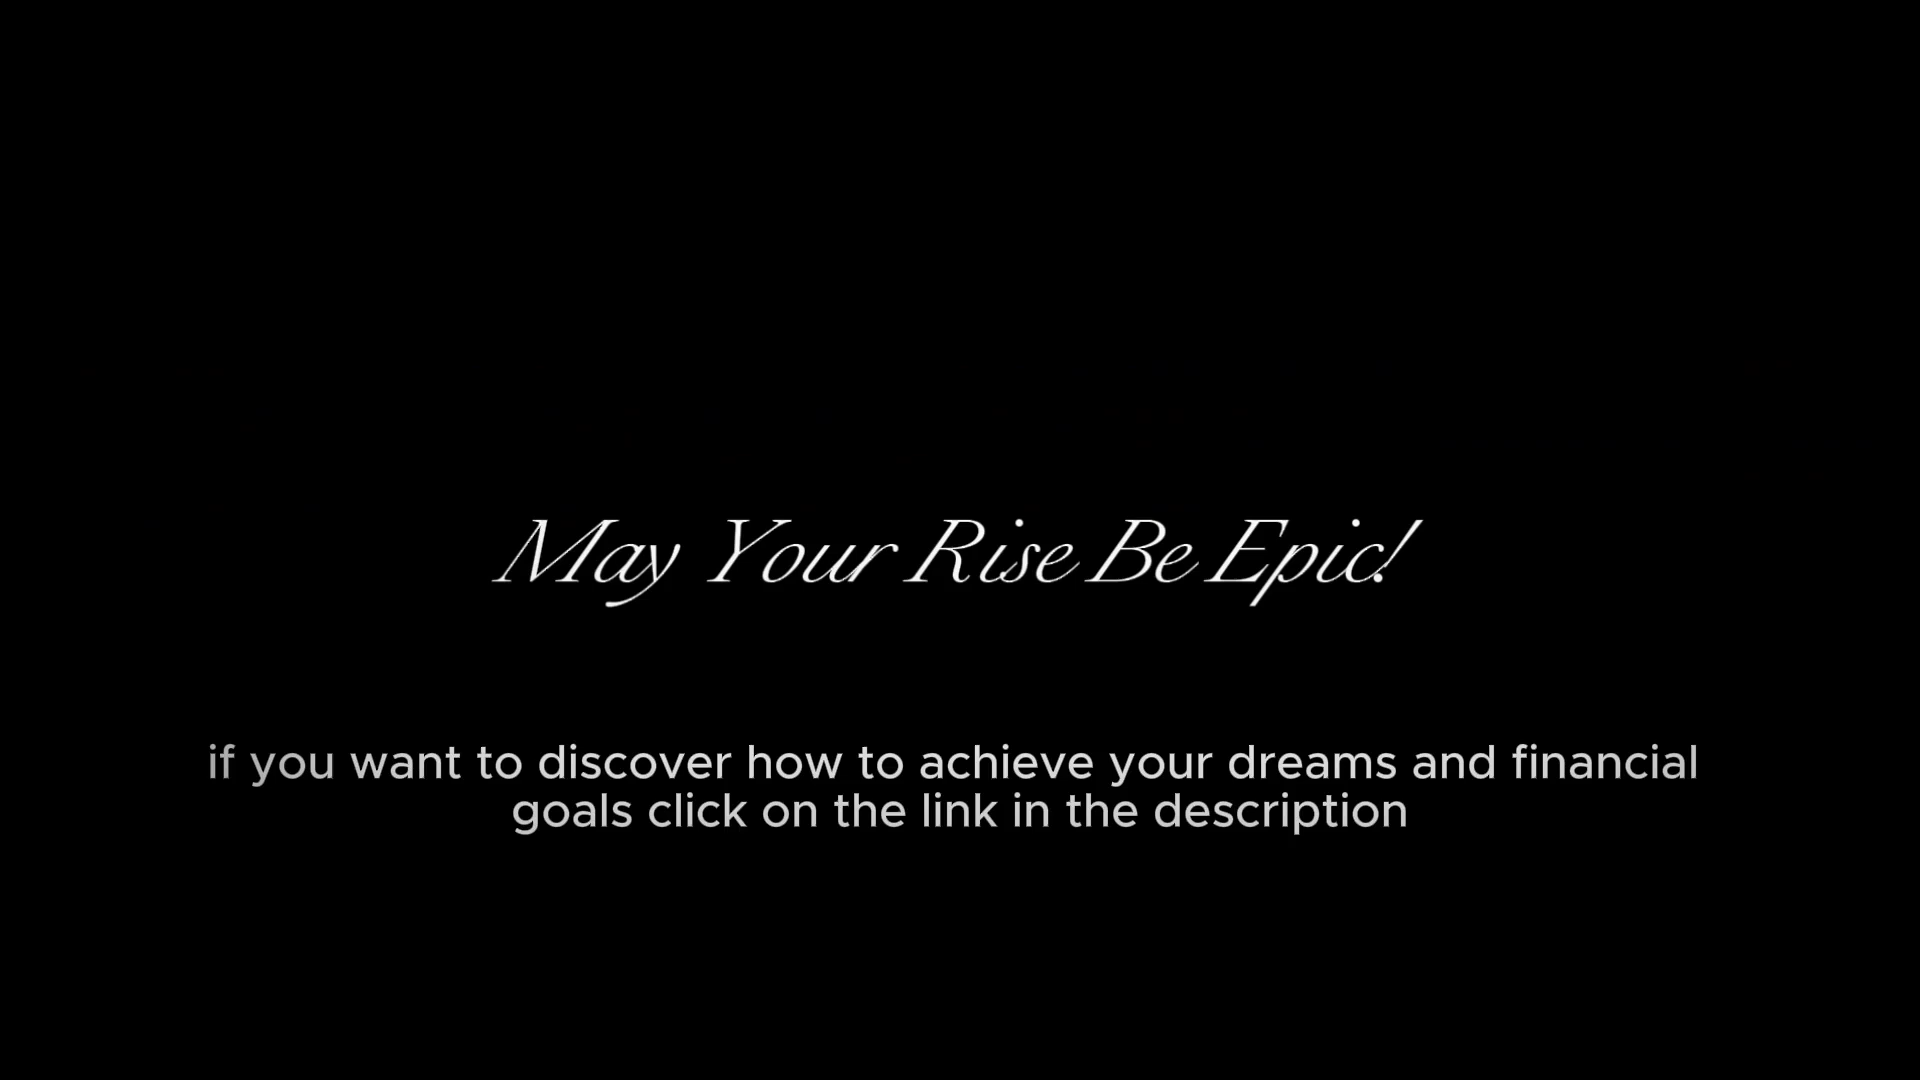 May Your Rise Be Epic!
if you want to discover how to achieve your dreams and financial
goals click on the link in the description